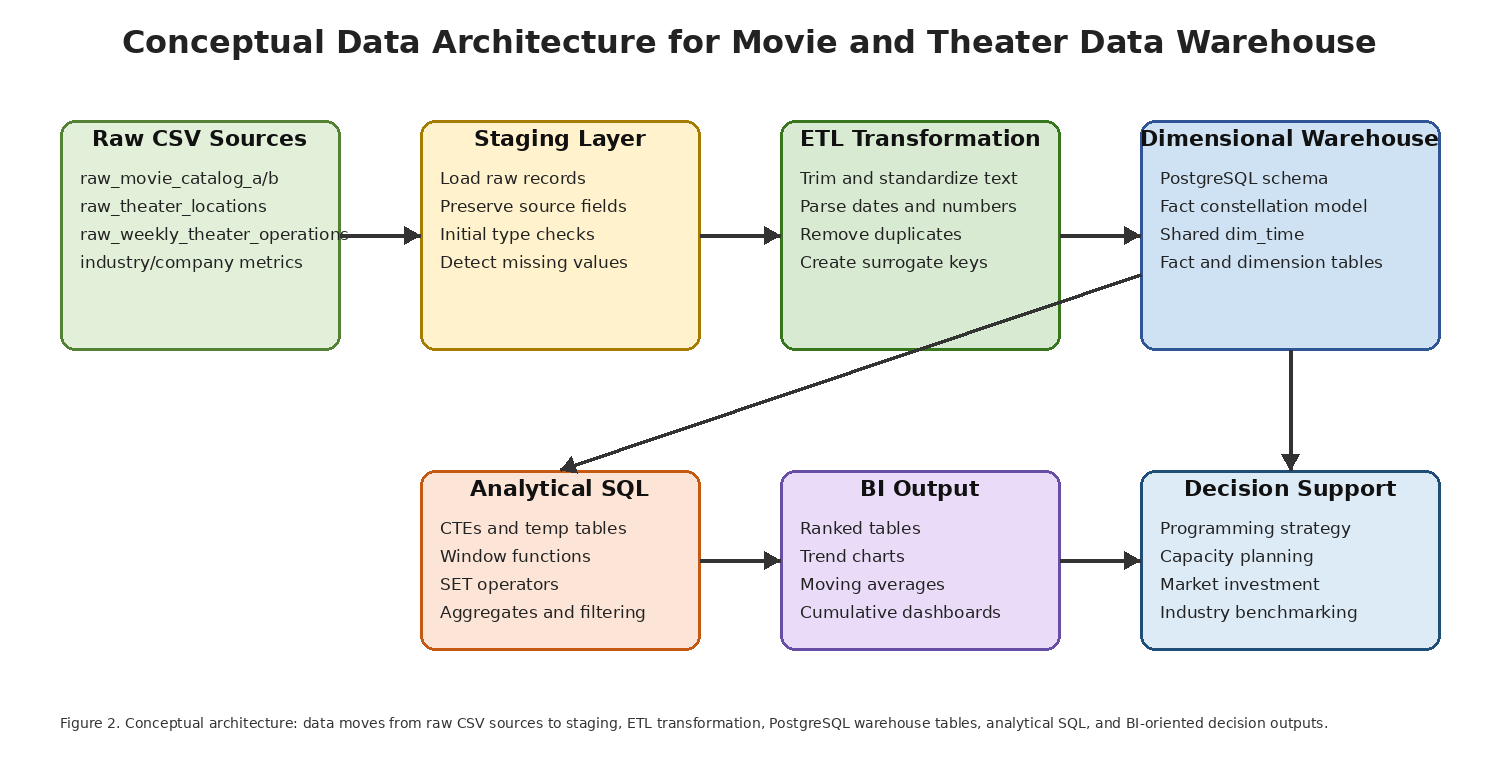 Conceptual Data Architecture for Movie and Theater Data Warehouse
Raw CSV Sources
raw_movie_catalog_a/b
raw_theater_locations
raw_weekly_theater_operations
industry/company metrics
Staging Layer
Load raw records
Preserve source fields
Initial type checks
Detect missing values
ETL Transformation
Trim and standardize text
Parse dates and numbers
Remove duplicates
Create surrogate keys
Dimensional Warehouse
PostgreSQL schema
Fact constellation model
Shared dim_time
Fact and dimension tables
Analytical SQL
CTEs and temp tables
Window functions
SET operators
Aggregates and filtering
BI Output
Ranked tables
Trend charts
Moving averages
Cumulative dashboards
Decision Support
Programming strategy
Capacity planning
Market investment
Industry benchmarking
Figure 2. Conceptual architecture: data moves from raw CSV sources to staging, ETL transformation, PostgreSQL warehouse tables, analytical SQL, and BI-oriented decision outputs.